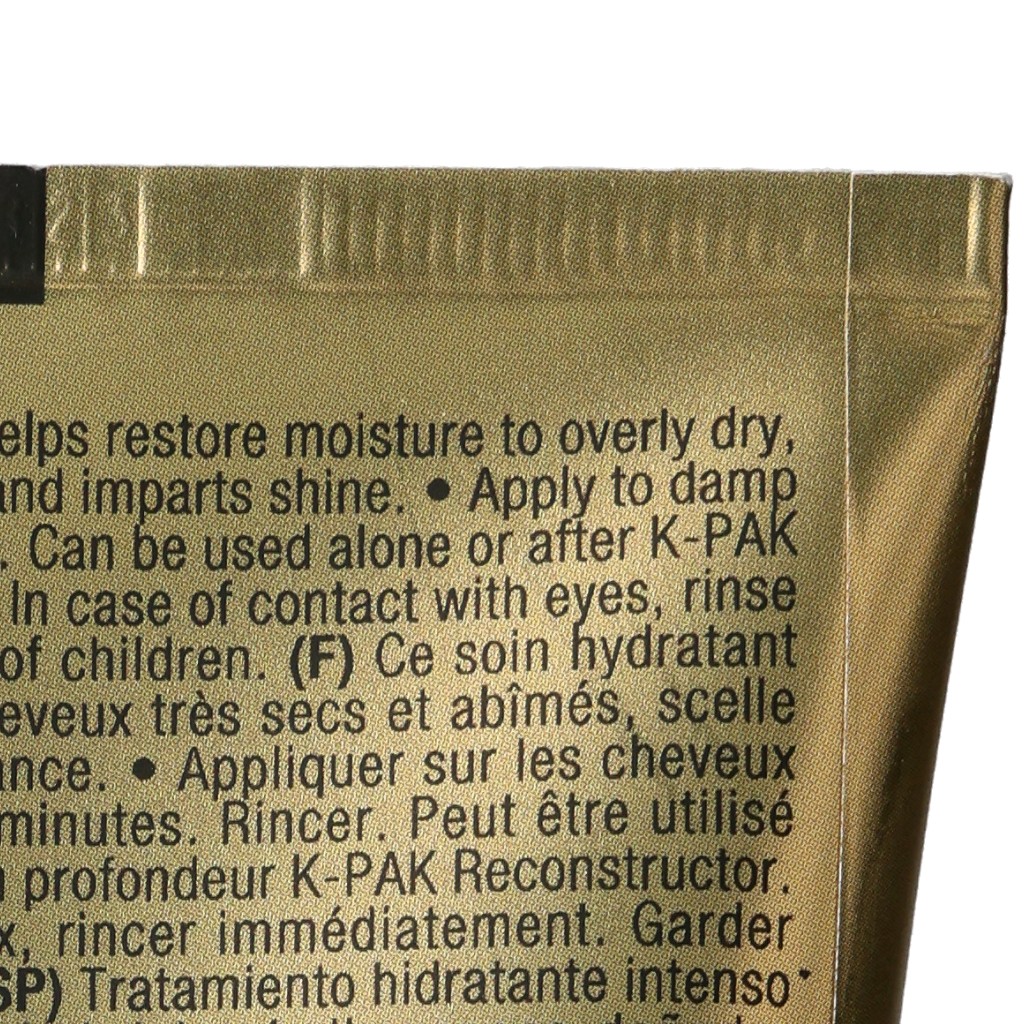 elps restore moisture to overly dry,
and imparts shine. • Apply to damp
. Can be used alone or after K-PAK
In case of contact with eyes, rinse
of children. (F) Ce soin hydratant
eveux très secs et abîmés, scelle
ance. • Appliquer sur les cheveux
minutes. Rincer. Peut être utilisé
profondeur K-PAK Reconstructor.
x, rincer immédiatement. Garder
SP) Tratamiento hidratante intenso